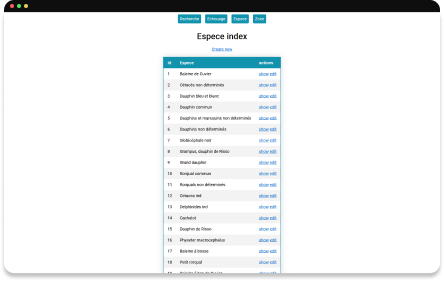 Recherche Echouage Espece Zone
Espece index
Create new
Id Espece actions
1 Baleine de Cuvier show edit
2 Cétacés non déterminés show edit
3 Dauphin bleu et blanc show edit
4 Dauphin commun show edit
5 Dauphins et marsouins non déterminés show edit
6 Dauphins non déterminés show edit
7 Globicéphale noir show edit
8 Grampus, dauphin de Risso show edit
9 Grand dauphin show edit
10 Rorqual commun show edit
11 Rorquals non déterminés show edit
12 Cétacés ind show edit
13 Delphinidés ind show edit
14 Cachalot show edit
15 Dauphin de Risso show edit
16 Physeter macrocephalus show edit
17 Baleine à bosse show edit
18 Petit rorqual show edit